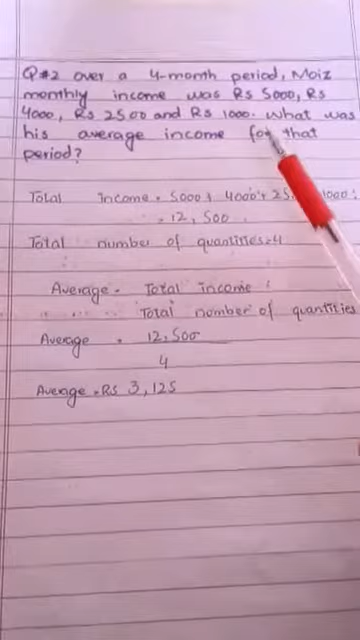 Q#2 over a 4-month period, Moiz
monthly income was Rs 5000, Rs
4000, Rs 2500 and Rs 1000. What was
his average income for that
period?
Total income = 5000 + 4000 + 25 1000 :
= 12,500
Total number of quantities=4
Average = Total income :
Total number of quantities
Average = 12,500
4
Average =Rs 3,125